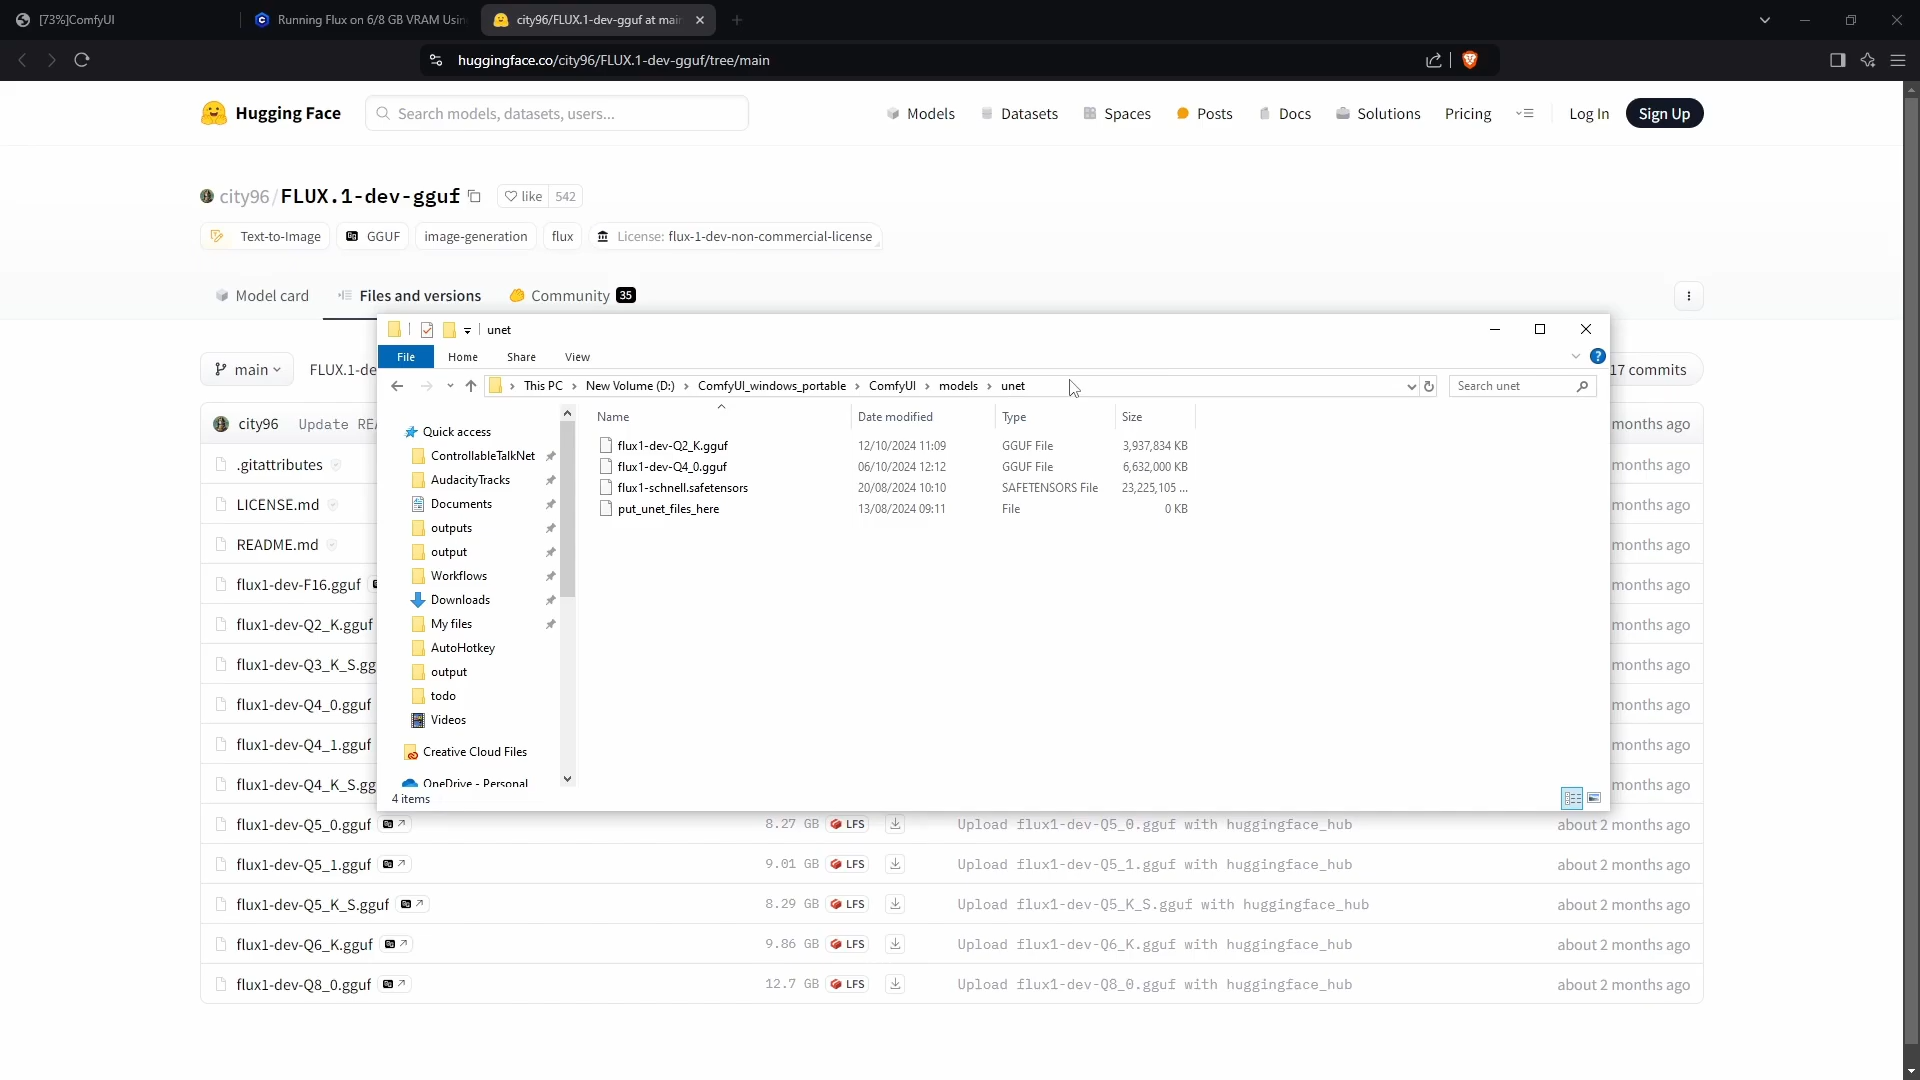 [73%]ComfyUI
Running Flux on 6/8 GB VRAM Usin
city96/FLUX.1-dev-gguf at main
huggingface.co/city96/FLUX.1-dev-gguf/tree/main
Hugging Face
Search models, datasets, users...
Models
Datasets
Spaces
Posts
Docs
Solutions
Pricing
Log In
Sign Up
city96/FLUX.1-dev-gguf
like 542
Text-to-Image
GGUF
image-generation
flux
License: flux-1-dev-non-commercial-license
Model card
Files and versions
Community 35
unet
File
Home
Share
View
main
FLUX.1-de
17 commits
This PC > New Volume (D:) > ComfyUI_windows_portable > ComfyUI > models > unet
Search unet
Name
Date modified
Type
Size
city96 Update REA
months ago
Quick access
flux1-dev-Q2_K.gguf 12/10/2024 11:09 GGUF File 3,937,834 KB
flux1-dev-Q4_0.gguf 06/10/2024 12:12 GGUF File 6,632,000 KB
flux1-schnell.safetensors 20/08/2024 10:10 SAFETENSORS File 23,225,105 ...
put_unet_files_here 13/08/2024 09:11 File 0 KB
ControllableTalkNet
AudacityTracks
Documents
outputs
output
Workflows
Downloads
My files
AutoHotkey
output
todo
Videos
Creative Cloud Files
OneDrive - Personal
4 items
.gitattributes
months ago
LICENSE.md
months ago
README.md
months ago
flux1-dev-F16.gguf
months ago
flux1-dev-Q2_K.gguf
months ago
flux1-dev-Q3_K_S.gg
months ago
flux1-dev-Q4_0.gguf
months ago
flux1-dev-Q4_1.gguf
months ago
flux1-dev-Q4_K_S.gg
months ago
flux1-dev-Q5_0.gguf 8.27 GB LFS Upload flux1-dev-Q5_0.gguf with huggingface_hub about 2 months ago
flux1-dev-Q5_1.gguf 9.01 GB LFS Upload flux1-dev-Q5_1.gguf with huggingface_hub about 2 months ago
flux1-dev-Q5_K_S.gguf 8.29 GB LFS Upload flux1-dev-Q5_K_S.gguf with huggingface_hub about 2 months ago
flux1-dev-Q6_K.gguf 9.86 GB LFS Upload flux1-dev-Q6_K.gguf with huggingface_hub about 2 months ago
flux1-dev-Q8_0.gguf 12.7 GB LFS Upload flux1-dev-Q8_0.gguf with huggingface_hub about 2 months ago